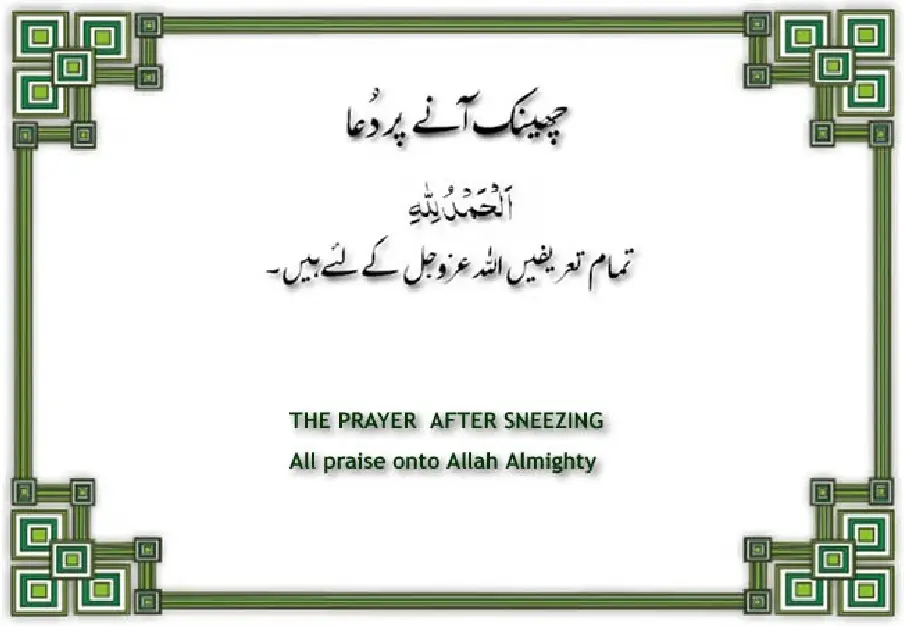 چھینک آنے پر دُعا
اَلْحَمْدُ لِلّٰہِ
تمام تعریفیں اللہ عزوجل کے لئے ہیں۔
THE PRAYER AFTER SNEEZING
All praise onto Allah Almighty